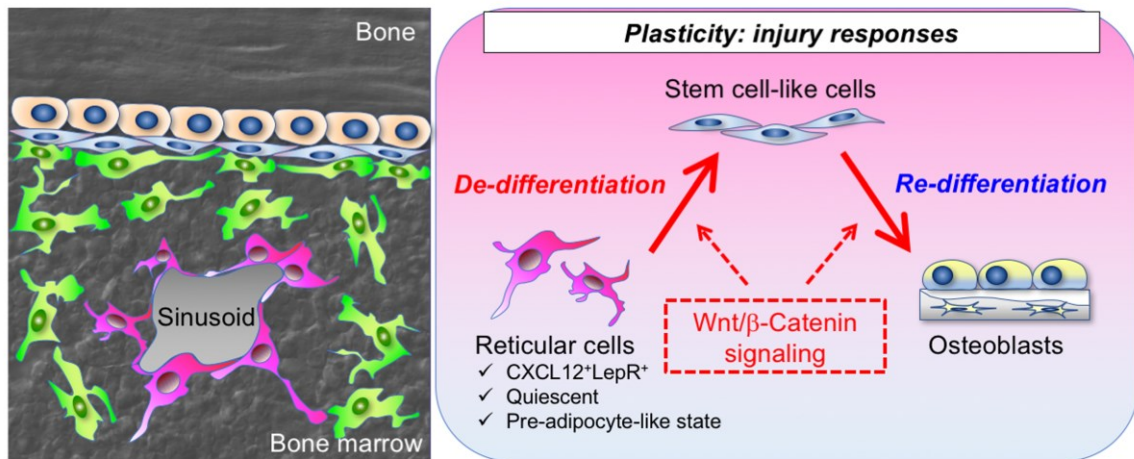 Bone
Sinusoid
Bone marrow
Plasticity: injury responses
Stem cell-like cells
De-differentiation
Re-differentiation
Wnt/β-Catenin
signaling
Reticular cells
✓ CXCL12⁺LepR⁺
✓ Quiescent
✓ Pre-adipocyte-like state
Osteoblasts